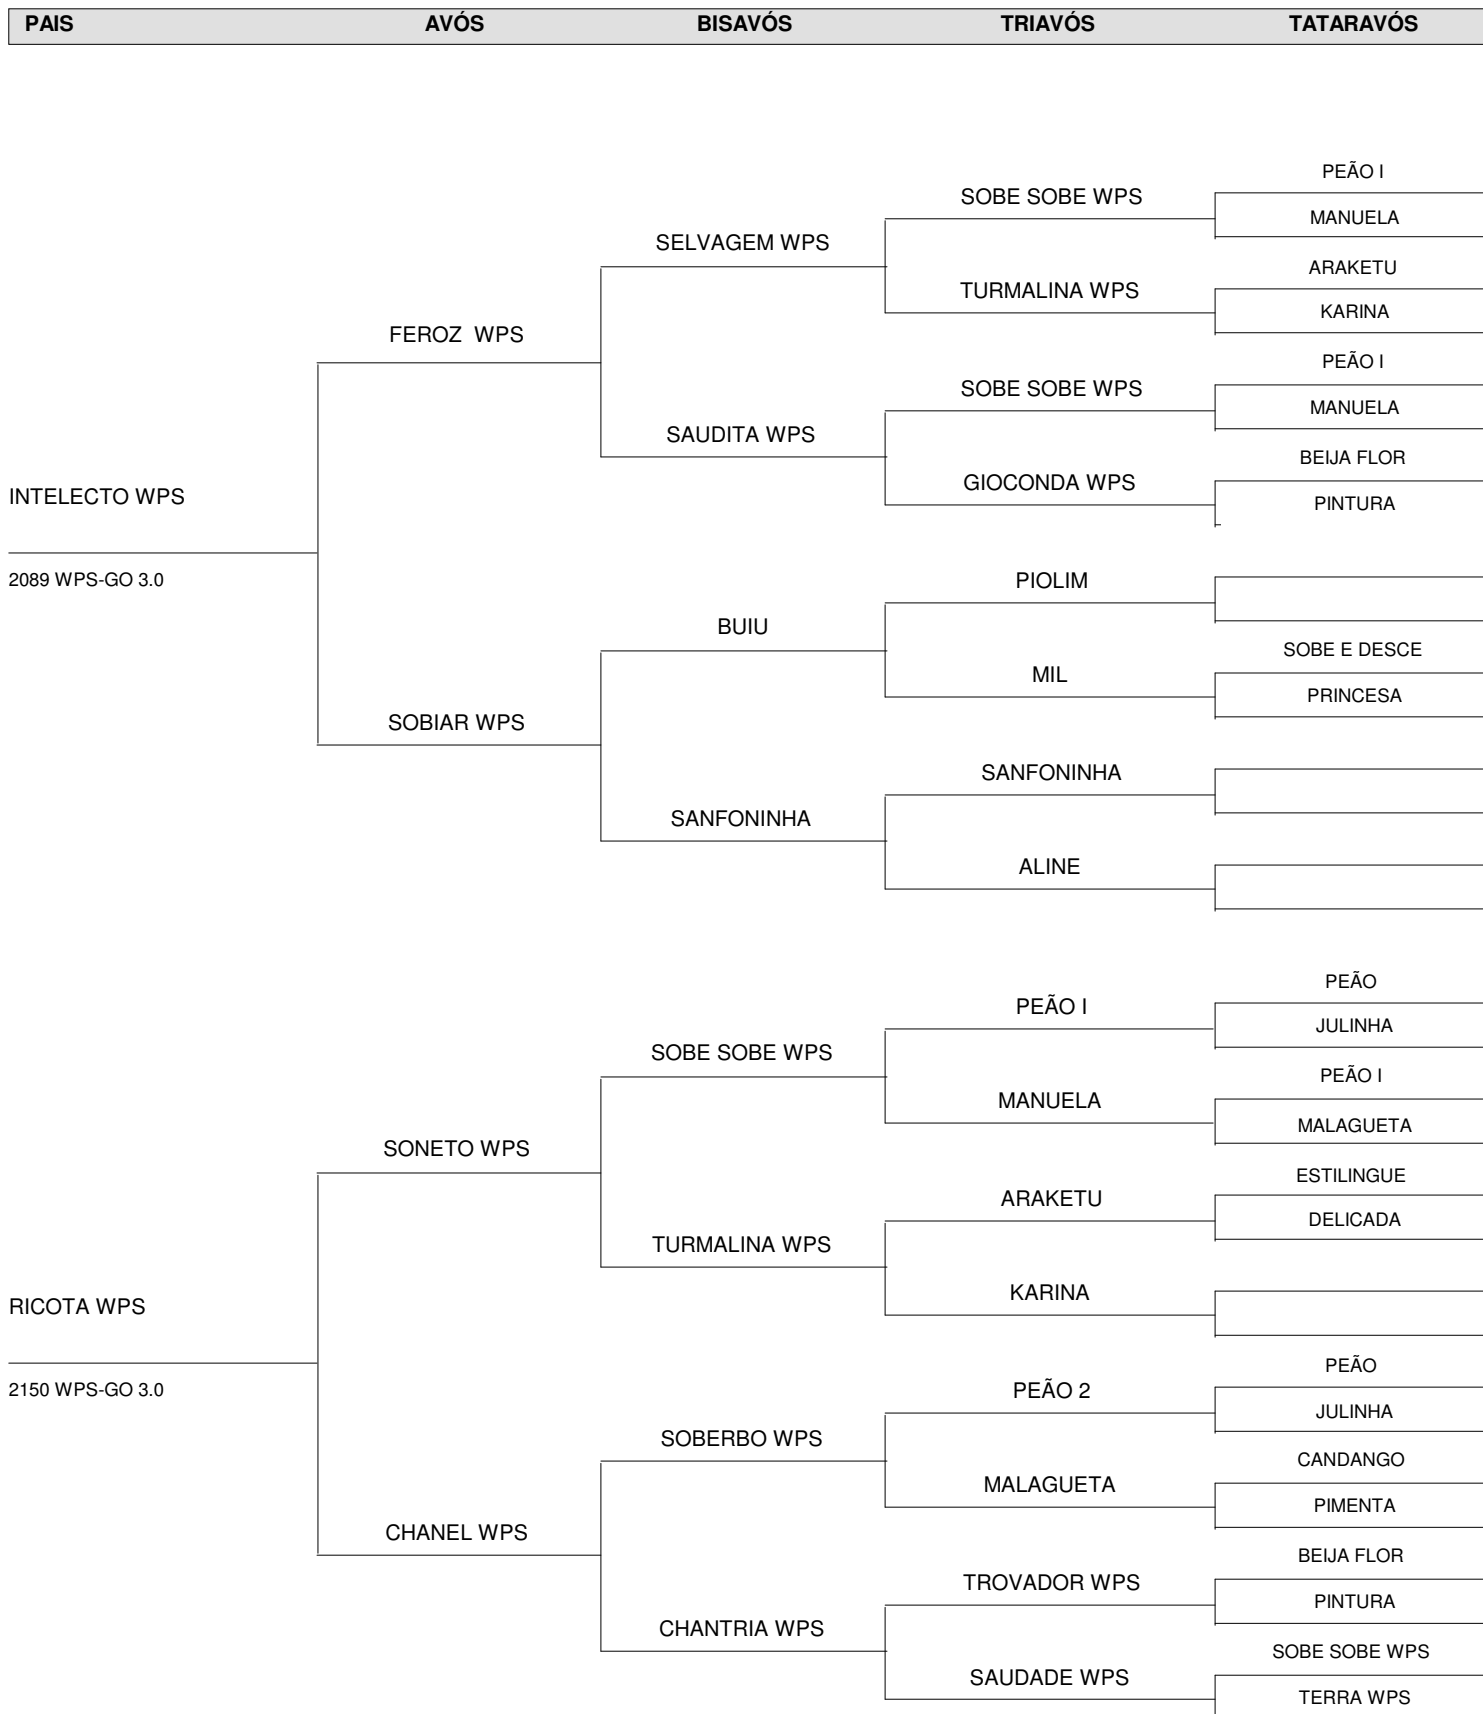 PAIS AVÓS BISAVÓS TRIAVÓS TATARAVÓS
PEÃO I
SOBE SOBE WPS
MANUELA
SELVAGEM WPS
ARAKETU
TURMALINA WPS
KARINA
FEROZ WPS
PEÃO I
SOBE SOBE WPS
MANUELA
SAUDITA WPS
BEIJA FLOR
GIOCONDA WPS
INTELECTO WPS
PINTURA
2089 WPS-GO 3.0
PIOLIM
BUIU
SOBE E DESCE
MIL
PRINCESA
SOBIAR WPS
SANFONINHA
SANFONINHA
ALINE
PEÃO
PEÃO I
JULINHA
SOBE SOBE WPS
PEÃO I
MANUELA
MALAGUETA
SONETO WPS
ESTILINGUE
ARAKETU
DELICADA
TURMALINA WPS
KARINA
RICOTA WPS
PEÃO
2150 WPS-GO 3.0
PEÃO 2
JULINHA
SOBERBO WPS
CANDANGO
MALAGUETA
PIMENTA
CHANEL WPS
BEIJA FLOR
TROVADOR WPS
PINTURA
CHANTRIA WPS
SOBE SOBE WPS
SAUDADE WPS
TERRA WPS